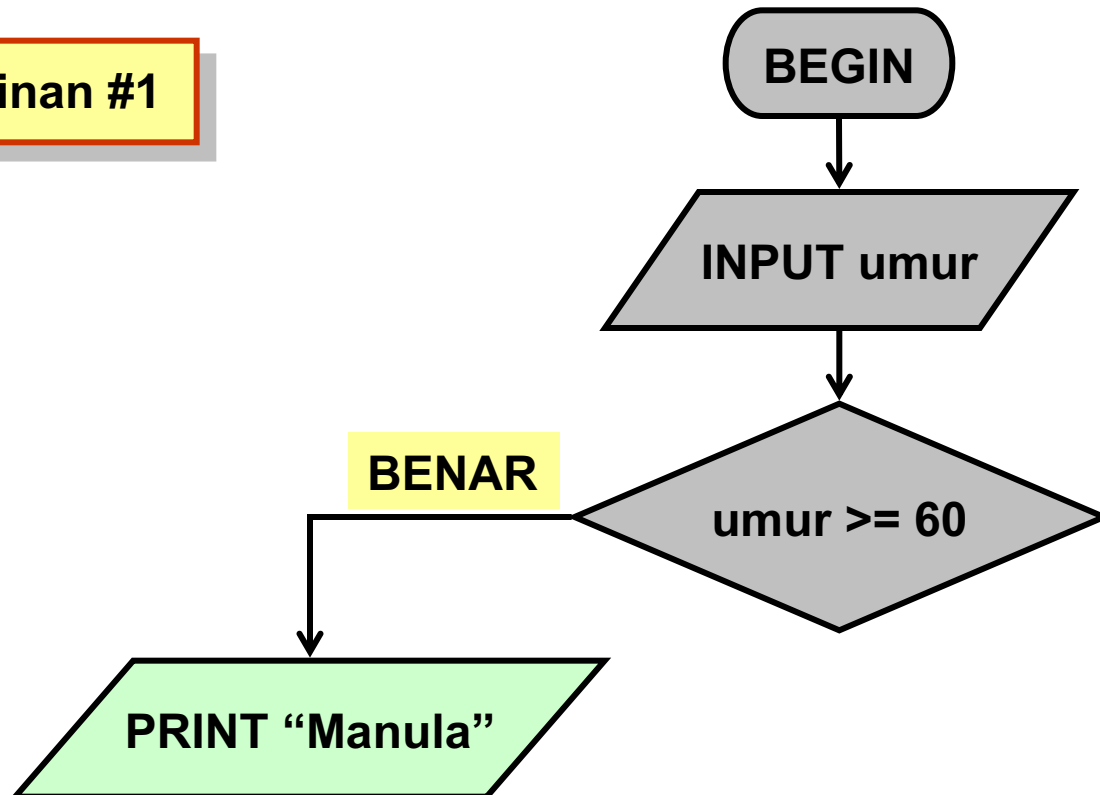 inan #1
BEGIN
INPUT umur
BENAR
umur >= 60
PRINT “Manula”